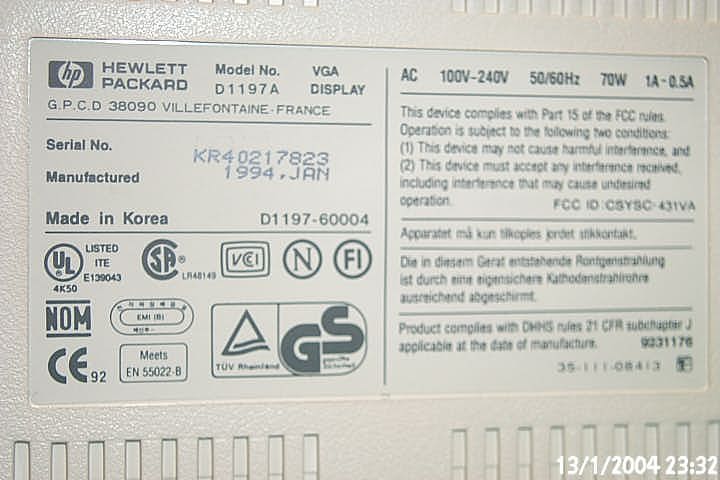 hp HEWLETT PACKARD
Model No. D1197A
VGA DISPLAY
G.P.C.D 38090 VILLEFONTAINE-FRANCE
Serial No. KR40217823
Manufactured 1994,JAN
Made in Korea D1197-60004
UL LISTED ITE E139043
4K50
SA LR48149
VCI
N
FI
NOM
EMI (B)
CE 92
Meets EN 55022-B
TÜV Rheinland
GS geprüfte Sicherheit
AC 100V-240V 50/60Hz 70W 1A-0.5A
This device complies with Part 15 of the FCC rules.
Operation is subject to the following two conditions:
(1) This device may not cause harmful interference, and
(2) This device must accept any interference received,
including interference that may cause undesired
operation. FCC ID:CSYSC-431VA
Apparatet må kun tilkoples jordet stikkontakt.
Die in diesem Gerät entstehende Rontgenstrahlung
ist durch eine eigensichere Kathodenstrahlrohre
ausreichend abgeschirmt.
Product complies with DHHS rules 21 CFR subchapter J
applicable at the date of manufacture. 9331176
35-111-08413
13/1/2004 23:32